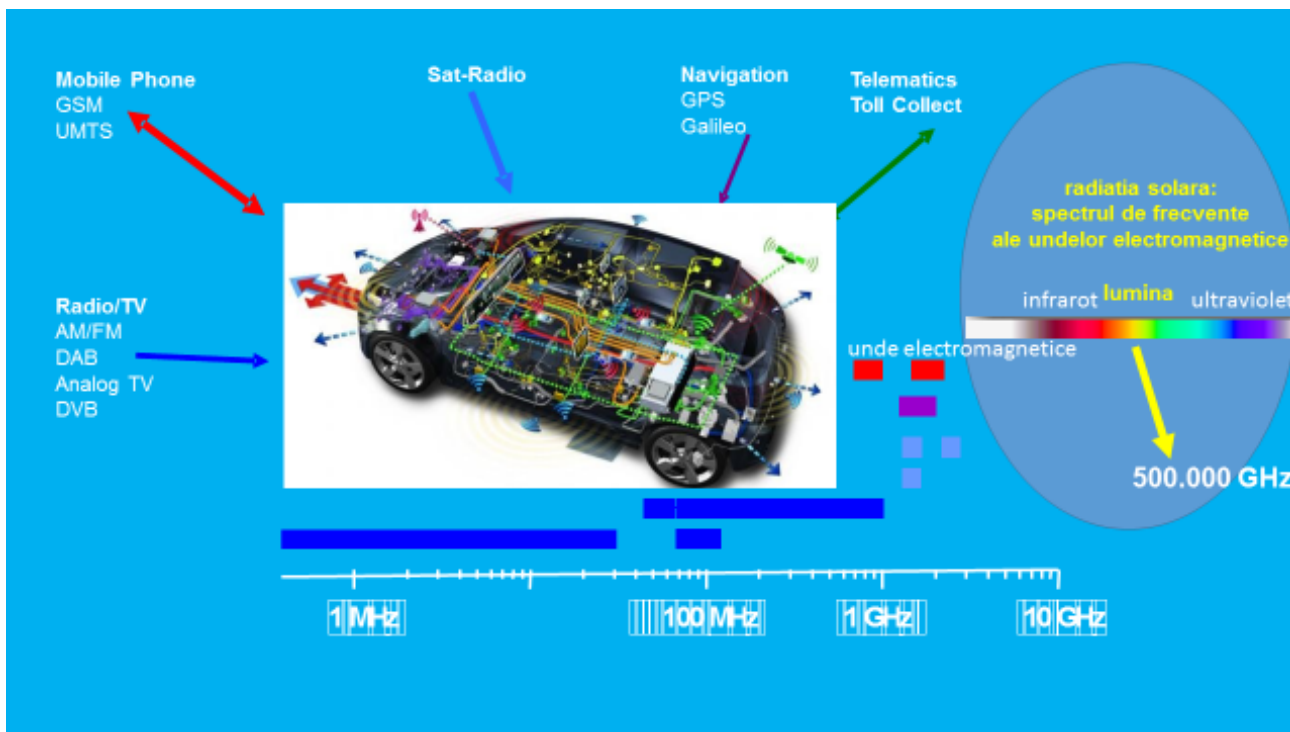 Mobile Phone
GSM
UMTS
Sat-Radio
Navigation
GPS
Galileo
Telematics
Toll Collect
radiatia solara:
spectrul de frecvente
ale undelor electromagnetice
infrarot lumina ultraviolet
unde electromagnetice
500.000 GHz
Radio/TV
AM/FM
DAB
Analog TV
DVB
1 MHz 100 MHz 1 GHz 10 GHz